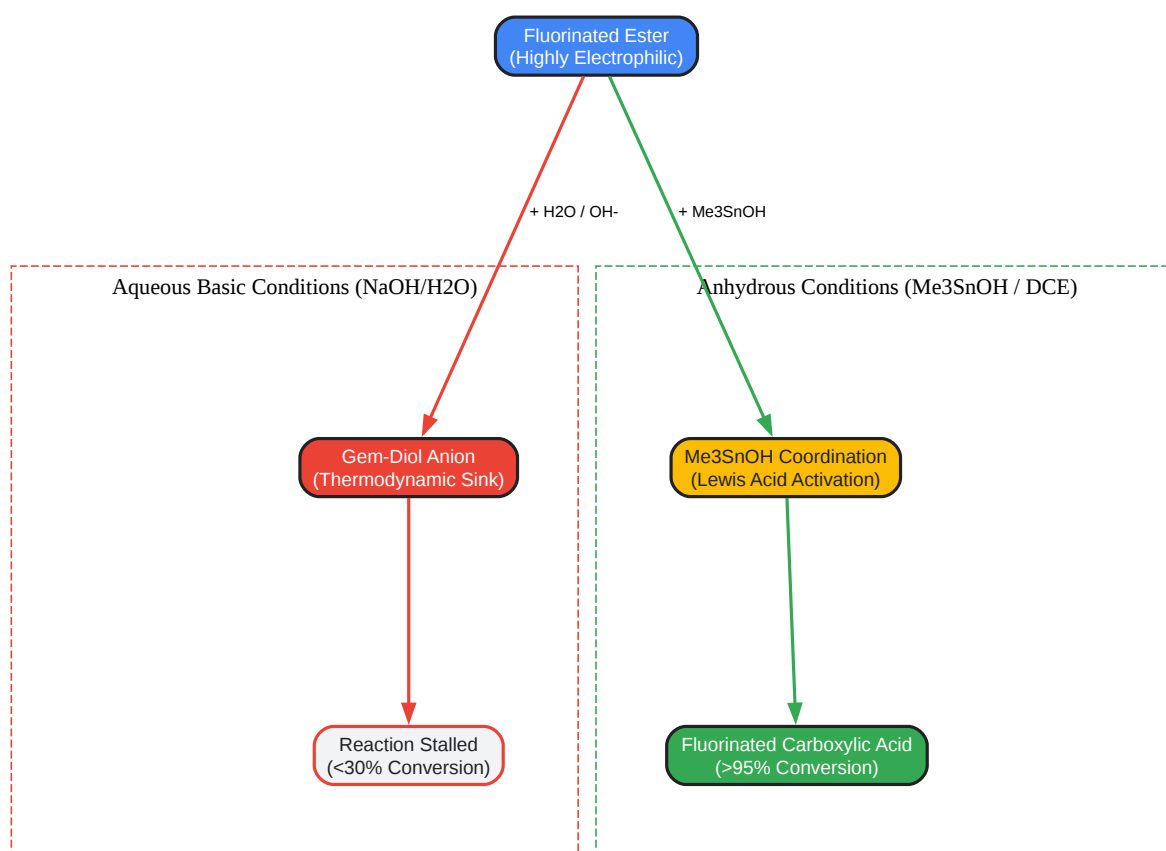 Fluorinated Ester
(Highly Electrophilic)
+ H2O / OH-
+ Me3SnOH
Aqueous Basic Conditions (NaOH/H2O)
Anhydrous Conditions (Me3SnOH / DCE)
Gem-Diol Anion
(Thermodynamic Sink)
Me3SnOH Coordination
(Lewis Acid Activation)
Reaction Stalled
(<30% Conversion)
Fluorinated Carboxylic Acid
(>95% Conversion)